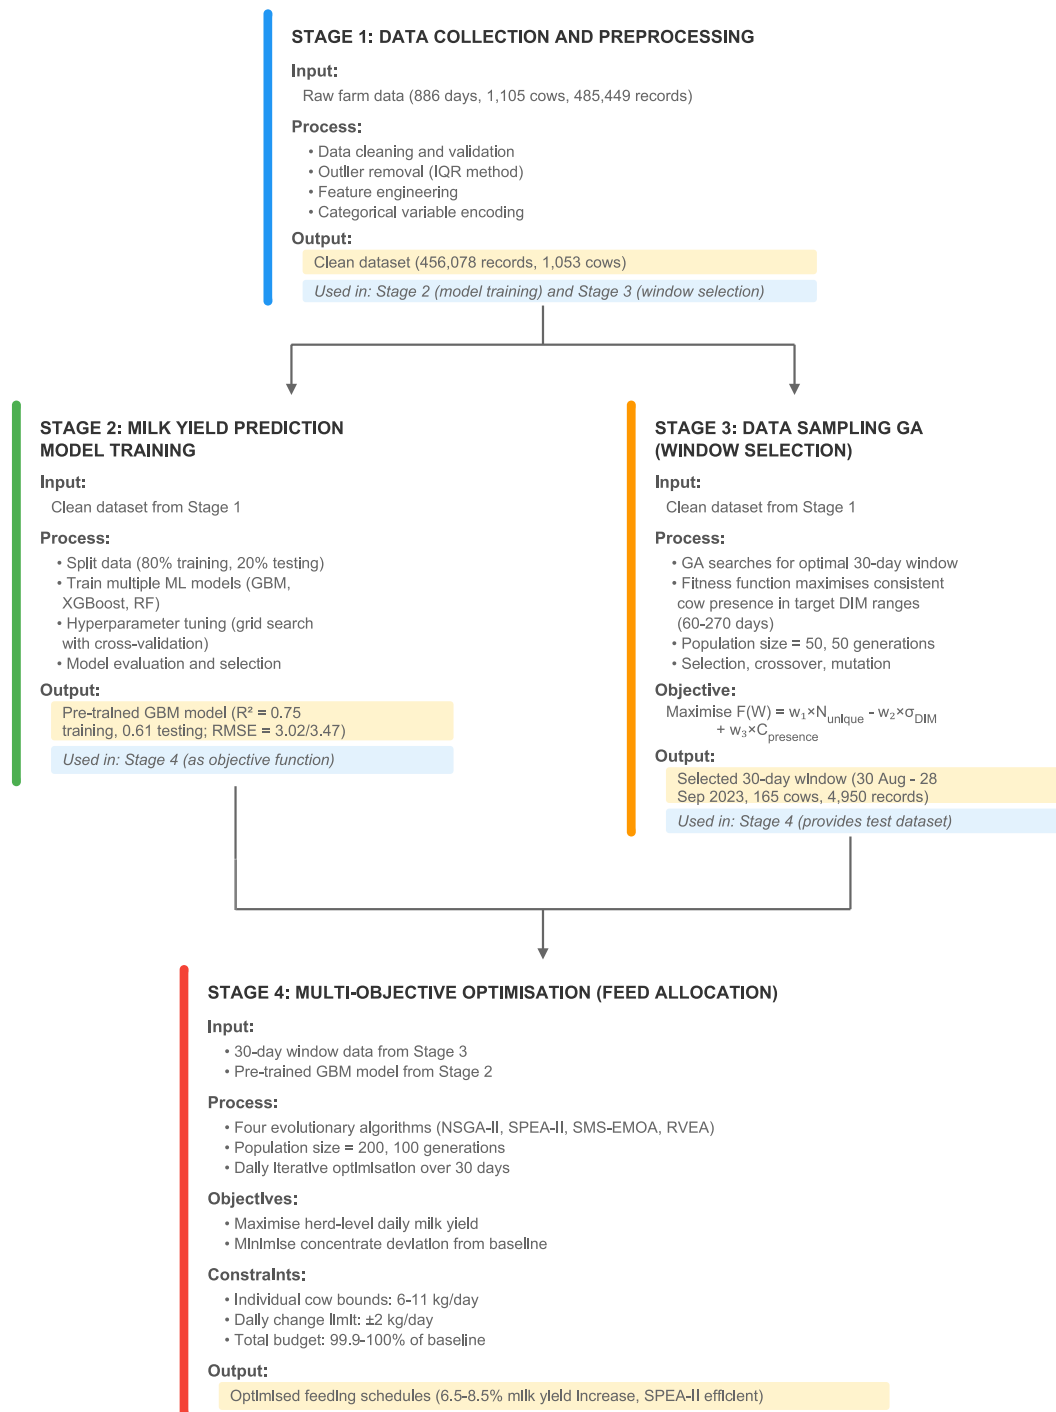 STAGE 1: DATA COLLECTION AND PREPROCESSING
Input:
Raw farm data (886 days, 1,105 cows, 485,449 records)
Process:
• Data cleaning and validation
• Outlier removal (IQR method)
• Feature engineering
• Categorical variable encoding
Output:
Clean dataset (456,078 records, 1,053 cows)
Used in: Stage 2 (model training) and Stage 3 (window selection)
STAGE 2: MILK YIELD PREDICTION
MODEL TRAINING
Input:
Clean dataset from Stage 1
Process:
• Split data (80% training, 20% testing)
• Train multiple ML models (GBM,
XGBoost, RF)
• Hyperparameter tuning (grid search
with cross-validation)
• Model evaluation and selection
Output:
Pre-trained GBM model (R² = 0.75
training, 0.61 testing; RMSE = 3.02/3.47)
Used in: Stage 4 (as objective function)
STAGE 3: DATA SAMPLING GA
(WINDOW SELECTION)
Input:
Clean dataset from Stage 1
Process:
• GA searches for optimal 30-day window
• Fitness function maximises consistent
cow presence in target DIM ranges
(60-270 days)
• Population size = 50, 50 generations
• Selection, crossover, mutation
Objective:
Maximise F(W) = w₁×N_unique - w₂×σ_DIM
+ w₃×C_presence
Output:
Selected 30-day window (30 Aug - 28
Sep 2023, 165 cows, 4,950 records)
Used in: Stage 4 (provides test dataset)
STAGE 4: MULTI-OBJECTIVE OPTIMISATION (FEED ALLOCATION)
Input:
• 30-day window data from Stage 3
• Pre-trained GBM model from Stage 2
Process:
• Four evolutionary algorithms (NSGA-II, SPEA-II, SMS-EMOA, RVEA)
• Population size = 200, 100 generations
• Daily iterative optimisation over 30 days
Objectives:
• Maximise herd-level daily milk yield
• Minimise concentrate deviation from baseline
Constraints:
• Individual cow bounds: 6-11 kg/day
• Daily change limit: ±2 kg/day
• Total budget: 99.9-100% of baseline
Output:
Optimised feeding schedules (6.5-8.5% milk yield increase, SPEA-II efficient)